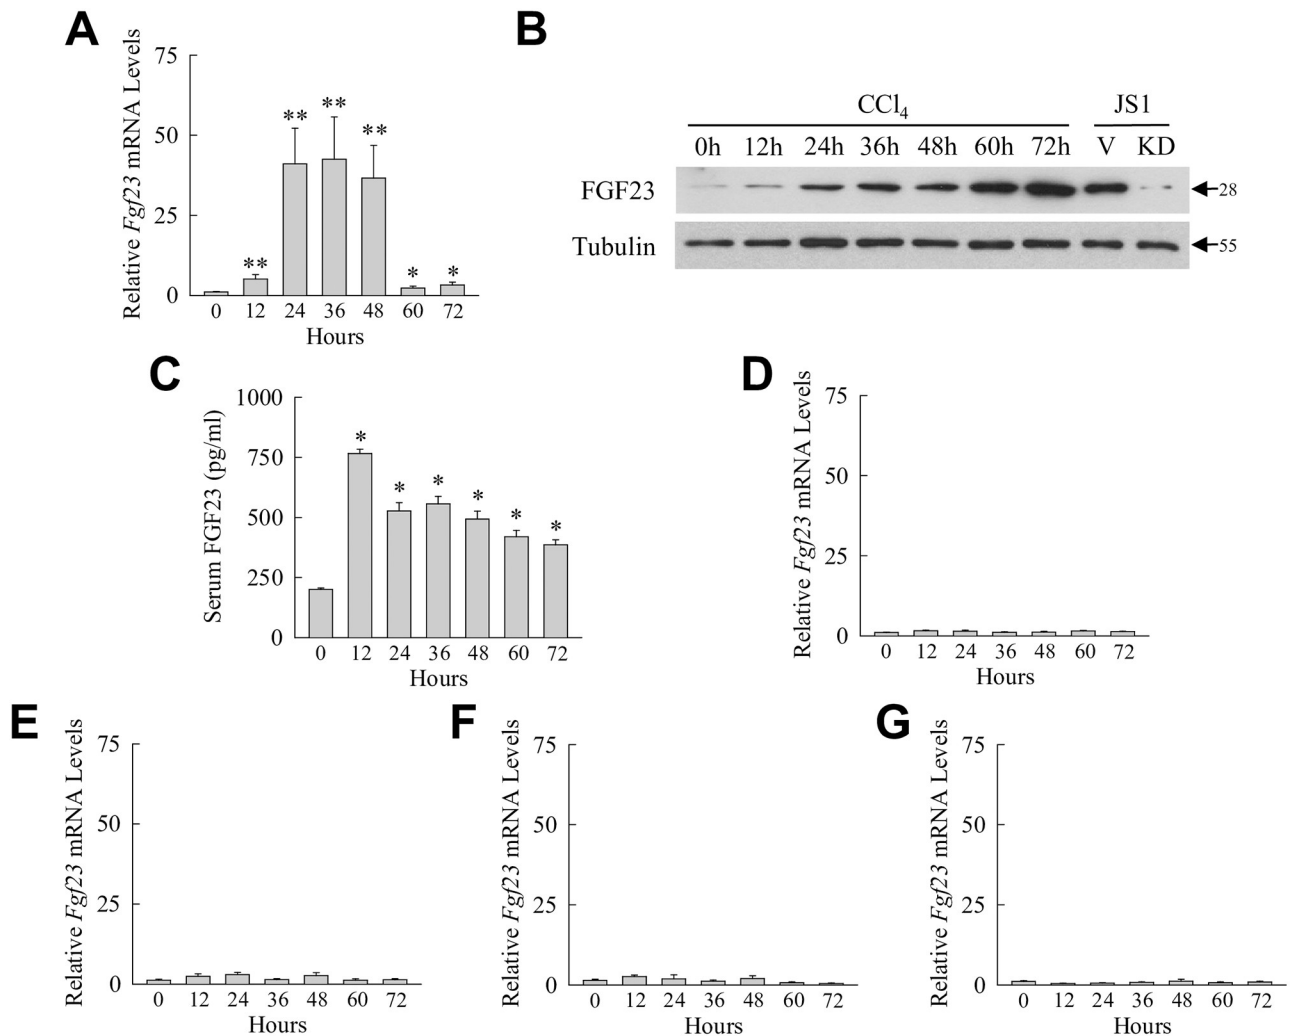 A
Relative Fgf23 mRNA Levels
75
50
25
0
** ** ** ** * *
0 12 24 36 48 60 72
Hours
B
CCl4 JS1
0h 12h 24h 36h 48h 60h 72h V KD
FGF23 28
Tubulin 55
C
Serum FGF23 (pg/ml)
1000
750
500
250
0
* * * * * *
0 12 24 36 48 60 72
Hours
D
Relative Fgf23 mRNA Levels
75
50
25
0
0 12 24 36 48 60 72
Hours
E
Relative Fgf23 mRNA Levels
75
50
25
0
0 12 24 36 48 60 72
Hours
F
Relative Fgf23 mRNA Levels
75
50
25
0
0 12 24 36 48 60 72
Hours
G
Relative Fgf23 mRNA Levels
75
50
25
0
0 12 24 36 48 60 72
Hours